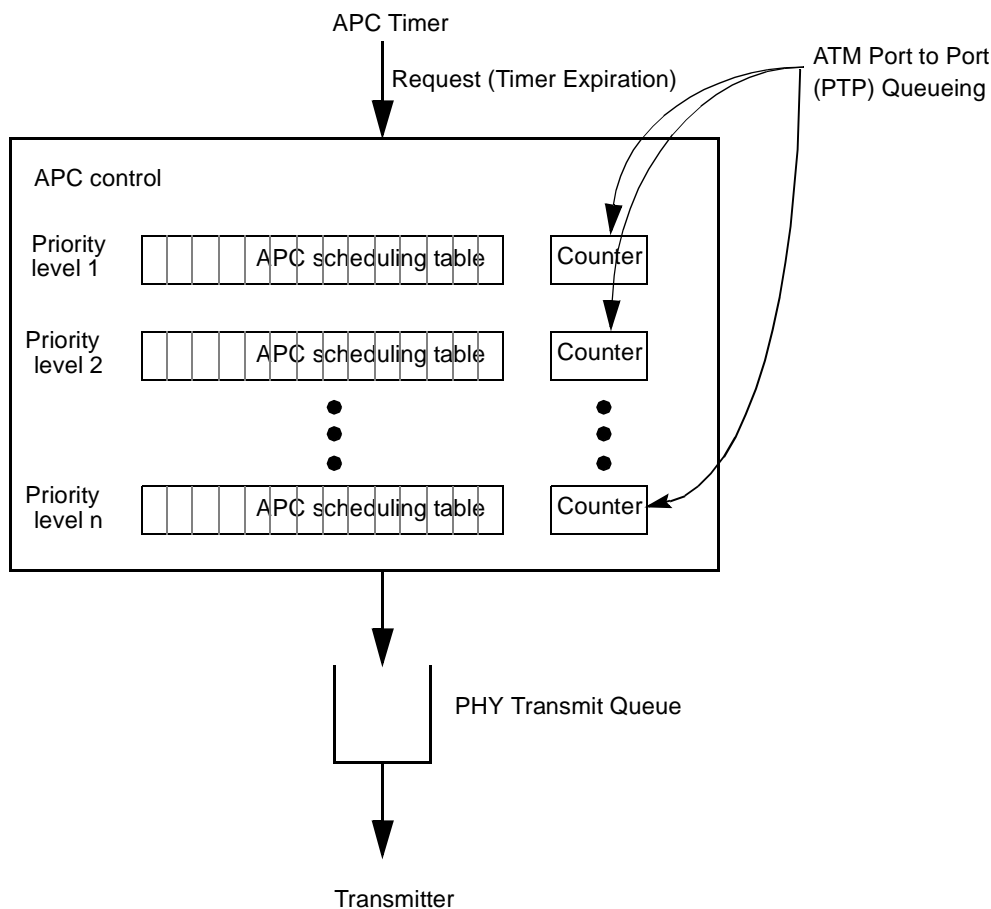 APC Timer
Request (Timer Expiration)
ATM Port to Port
(PTP) Queueing
APC control
Priority
level 1
APC scheduling table
Counter
Priority
level 2
APC scheduling table
Counter
Priority
level n
APC scheduling table
Counter
PHY Transmit Queue
Transmitter